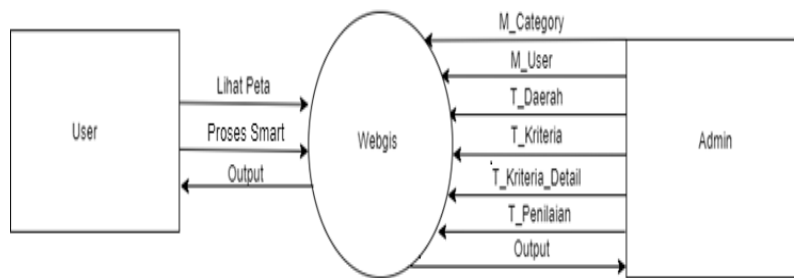 M_Category
M_User
Lihat Peta
T_Daerah
User
Proses Smart
Webgis
T_Kriteria
Admin
Output
T_Kriteria_Detail
T_Penilaian
Output